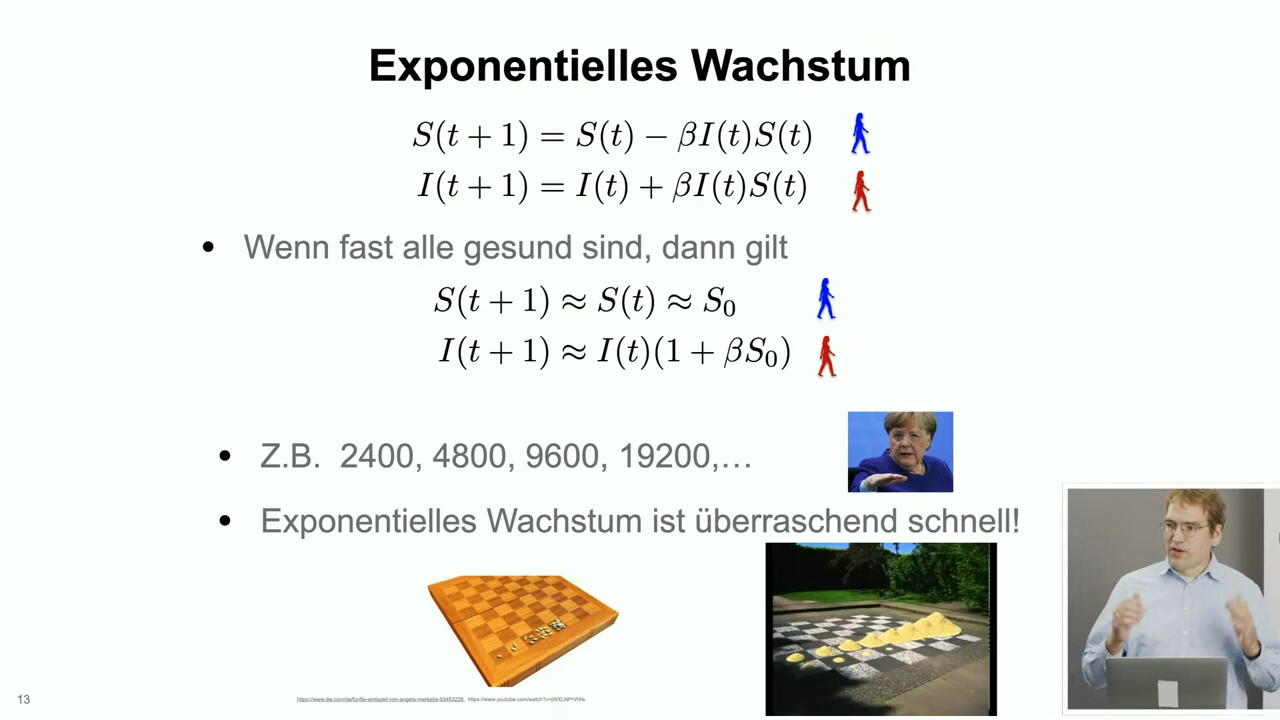 Exponentielles Wachstum
S(t + 1) = S(t) − βI(t)S(t)
I(t + 1) = I(t) + βI(t)S(t)
• Wenn fast alle gesund sind, dann gilt
S(t + 1) ≈ S(t) ≈ S₀
I(t + 1) ≈ I(t)(1 + βS₀)
• Z.B. 2400, 4800, 9600, 19200,…
• Exponentielles Wachstum ist überraschend schnell!
13